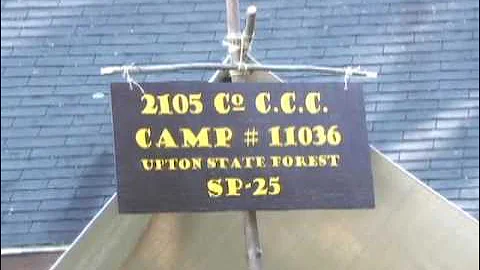 2105 Cº C.C.C.
CAMP # 11036
UPTON STATE FOREST
SP-25